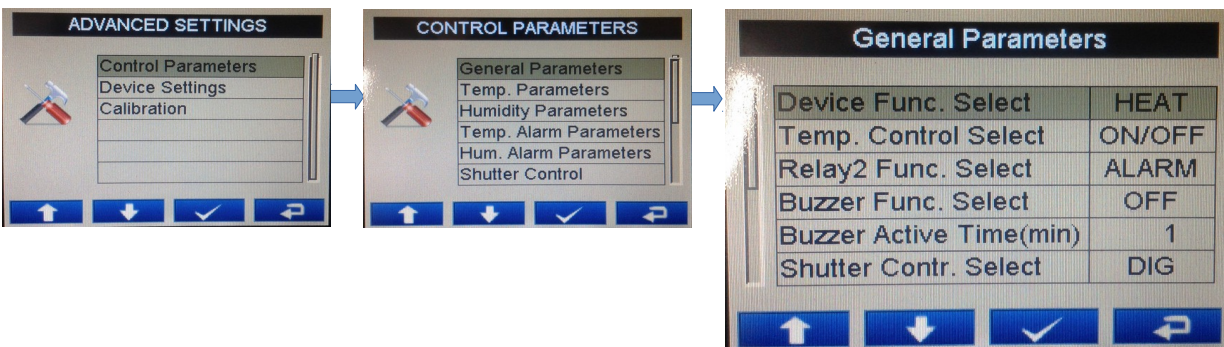 ADVANCED SETTINGS
Control Parameters
Device Settings
Calibration
CONTROL PARAMETERS
General Parameters
Temp. Parameters
Humidity Parameters
Temp. Alarm Parameters
Hum. Alarm Parameters
Shutter Control
General Parameters
Device Func. Select HEAT
Temp. Control Select ON/OFF
Relay2 Func. Select ALARM
Buzzer Func. Select OFF
Buzzer Active Time(min) 1
Shutter Contr. Select DIG